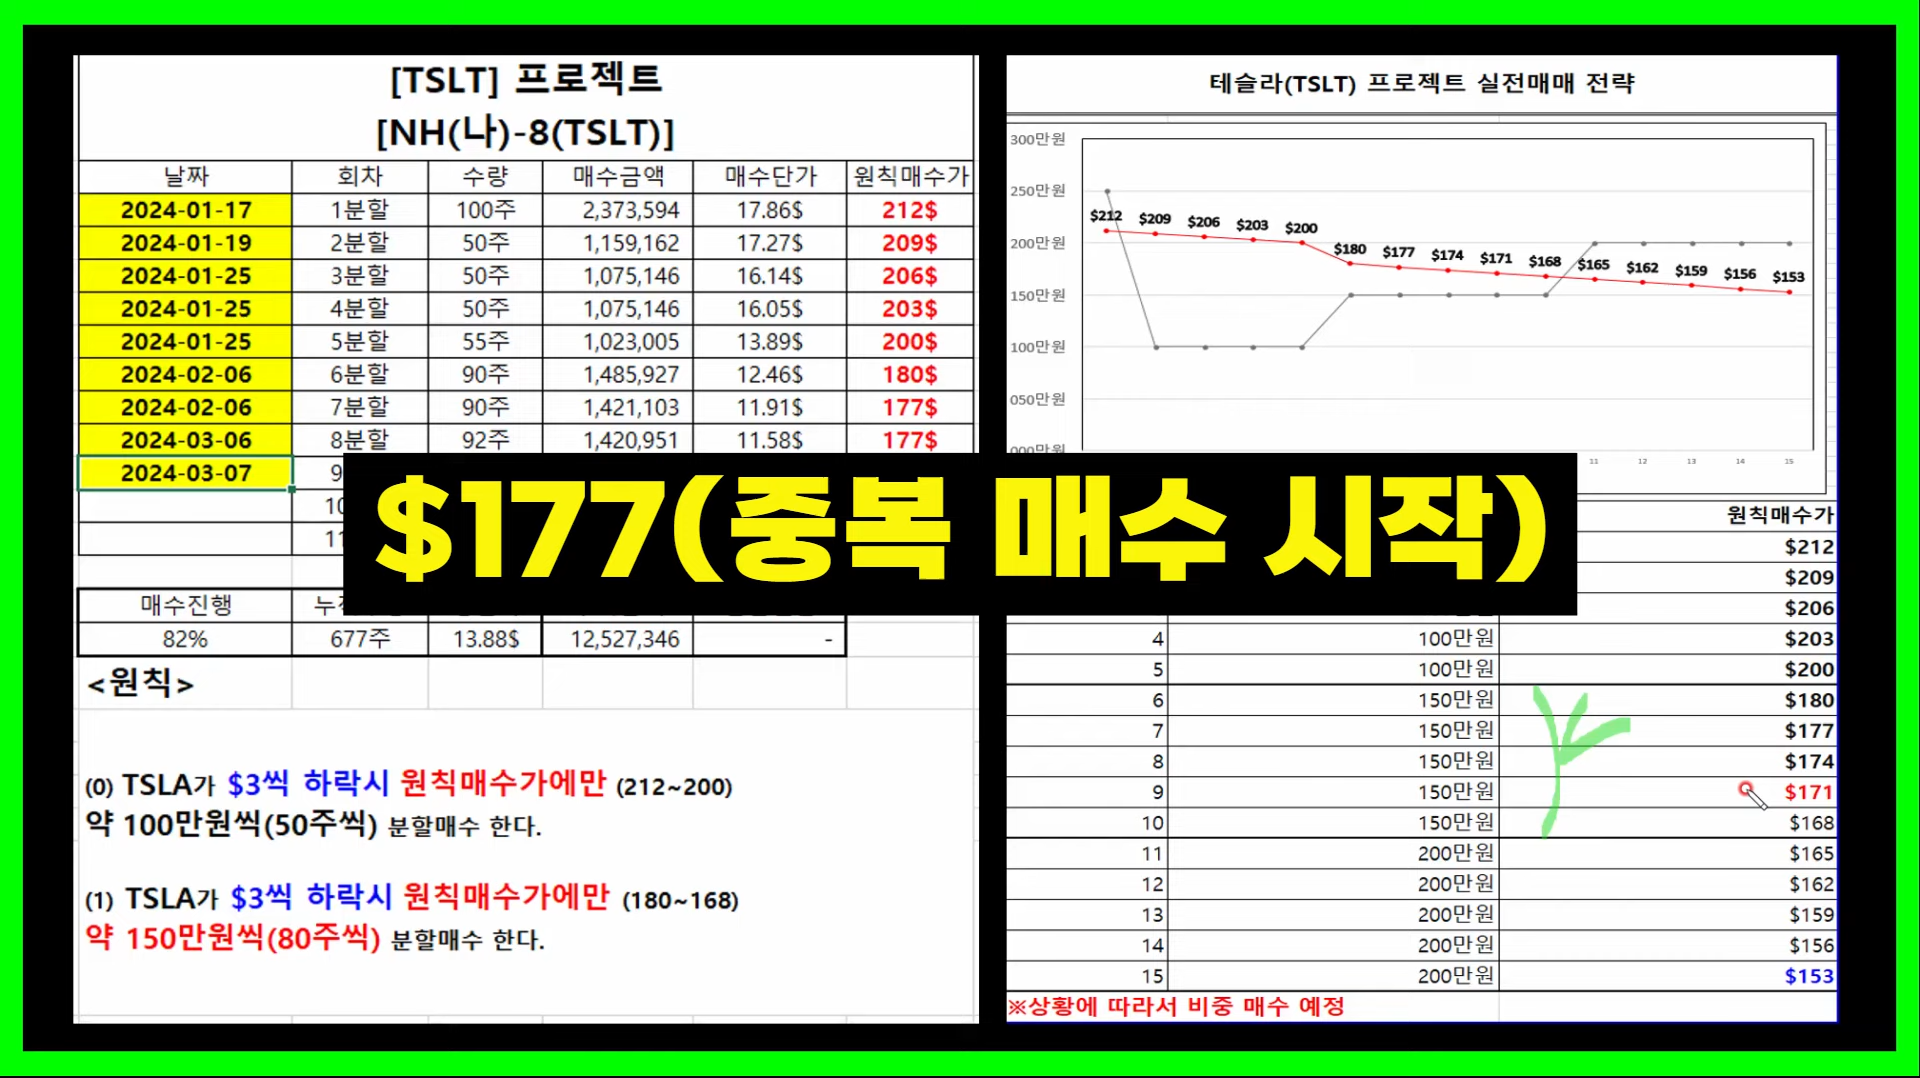 [TSLT] 프로젝트
[NH(나)-8(TSLT)]
날짜 회차 수량 매수금액 매수단가 원칙매수가
2024-01-17 1분할 100주 2,373,594 17.86$ 212$
2024-01-19 2분할 50주 1,159,162 17.27$ 209$
2024-01-25 3분할 50주 1,075,146 16.14$ 206$
2024-01-25 4분할 50주 1,075,146 16.05$ 203$
2024-01-25 5분할 55주 1,023,005 13.89$ 200$
2024-02-06 6분할 90주 1,485,927 12.46$ 180$
2024-02-06 7분할 90주 1,421,103 11.91$ 177$
2024-03-06 8분할 92주 1,420,951 11.58$ 177$
2024-03-07 9
10
11
매수진행
82% 677주 13.88$ 12,527,346 -
<원칙>
(0) TSLA가 $3씩 하락시 원칙매수가에만 (212~200)
약 100만원씩(50주씩) 분할매수 한다.
(1) TSLA가 $3씩 하락시 원칙매수가에만 (180~168)
약 150만원씩(80주씩) 분할매수 한다.
$177(중복 매수 시작)
테슬라(TSLT) 프로젝트 실전매매 전략
300만원
250만원
200만원
150만원
100만원
050만원
$212 $209 $206 $203 $200 $180 $177 $174 $171 $168 $165 $162 $159 $156 $153
11 12 13 14 15
원칙매수가
$212
$209
$206
4 100만원 $203
5 100만원 $200
6 150만원 $180
7 150만원 $177
8 150만원 $174
9 150만원 $171
10 150만원 $168
11 200만원 $165
12 200만원 $162
13 200만원 $159
14 200만원 $156
15 200만원 $153
※상황에 따라서 비중 매수 예정